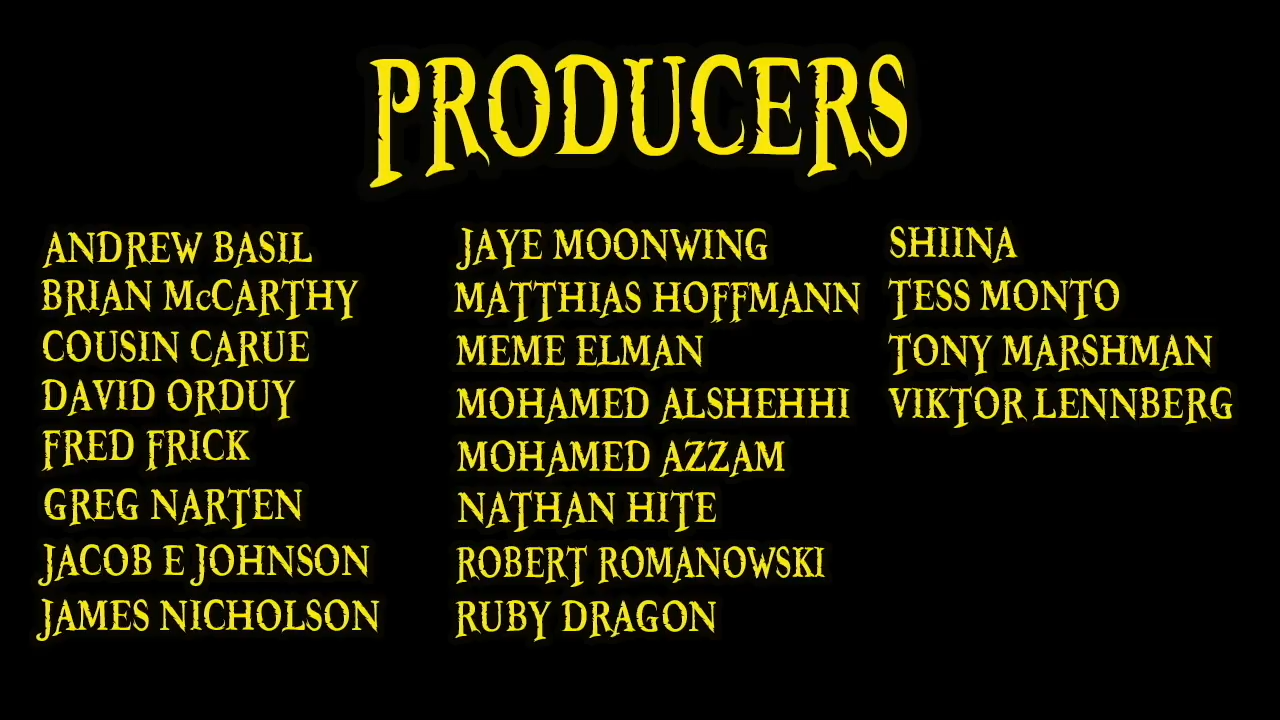 PRODUCERS
ANDREW BASIL
BRIAN McCARTHY
COUSIN CARUE
DAVID ORDUY
FRED FRICK
GREG NARTEN
JACOB E JOHNSON
JAMES NICHOLSON
JAYE MOONWING
MATTHIAS HOFFMANN
MEME ELMAN
MOHAMED ALSHEHHI
MOHAMED AZZAM
NATHAN HITE
ROBERT ROMANOWSKI
RUBY DRAGON
SHIINA
TESS MONTO
TONY MARSHMAN
VIKTOR LENNBERG